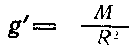 g' = M / R²